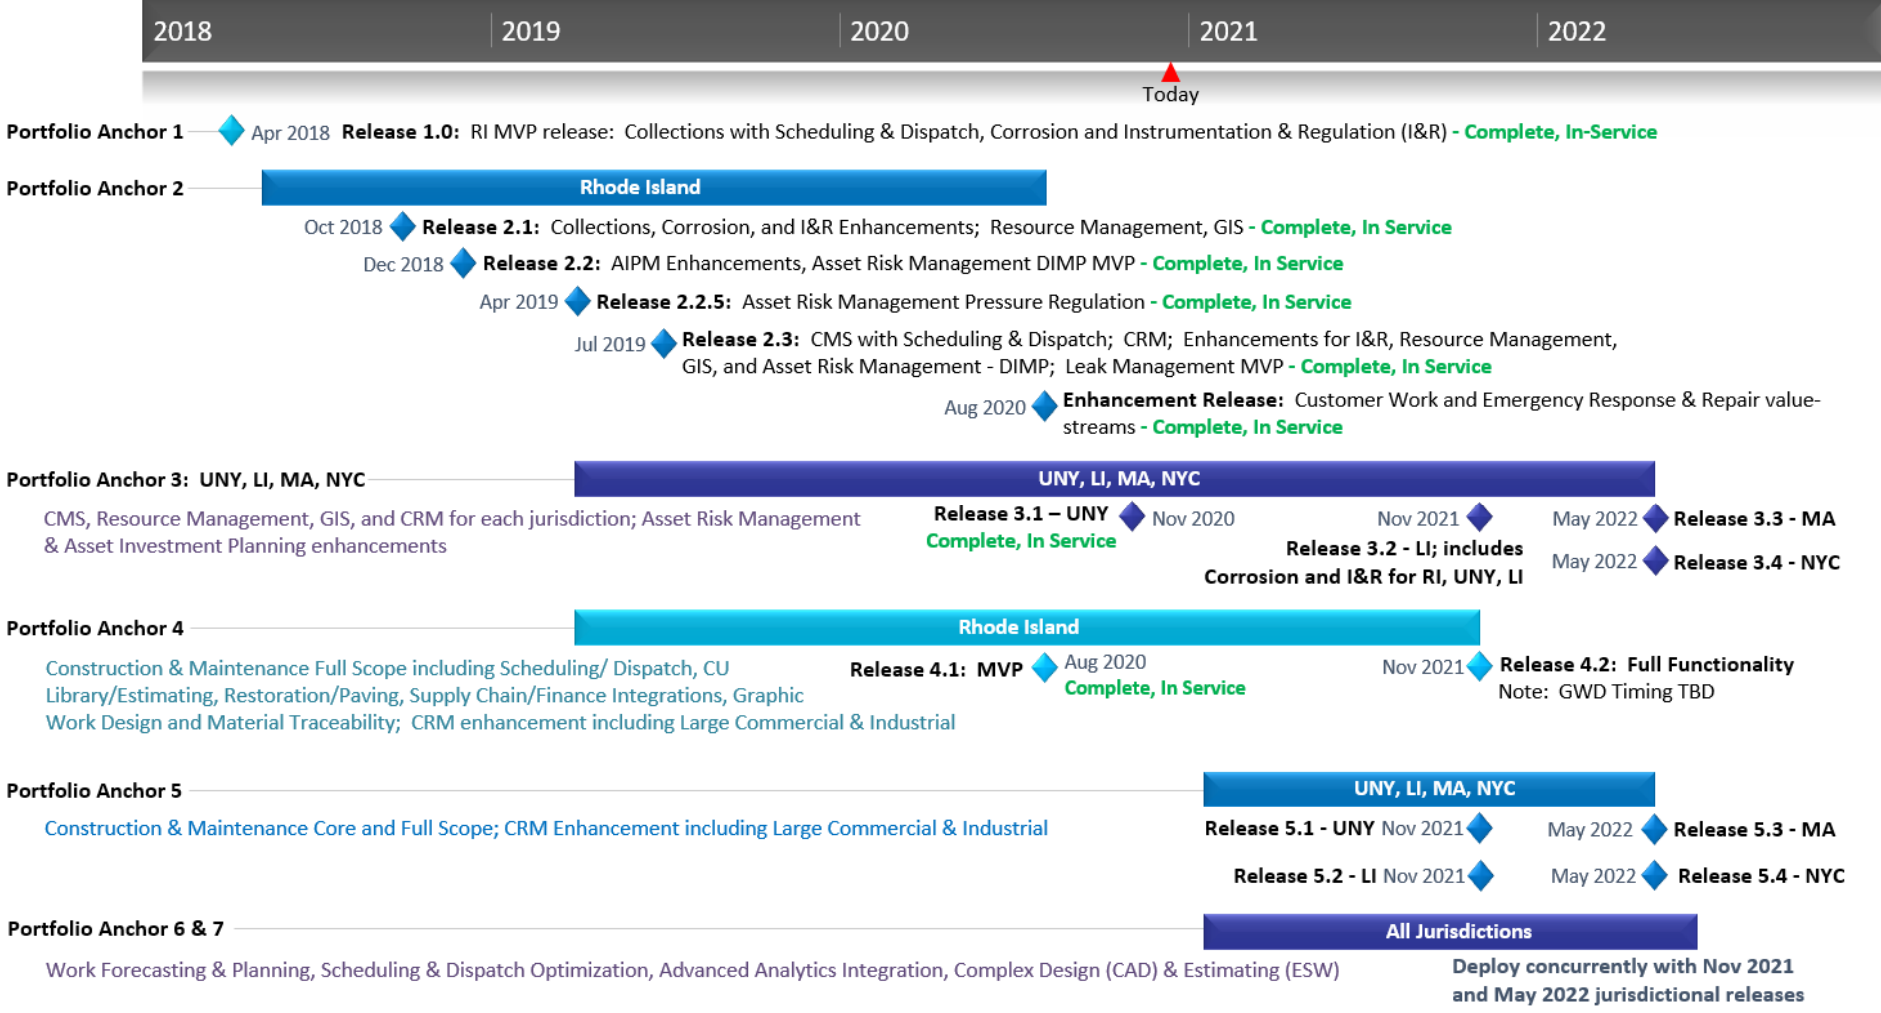 2018 2019 2020 2021 2022
Today
Portfolio Anchor 1 Apr 2018 Release 1.0: RI MVP release: Collections with Scheduling & Dispatch, Corrosion and Instrumentation & Regulation (I&R) - Complete, In-Service
Portfolio Anchor 2 Rhode Island
Oct 2018 Release 2.1: Collections, Corrosion, and I&R Enhancements; Resource Management, GIS - Complete, In Service
Dec 2018 Release 2.2: AIPM Enhancements, Asset Risk Management DIMP MVP - Complete, In Service
Apr 2019 Release 2.2.5: Asset Risk Management Pressure Regulation - Complete, In Service
Jul 2019 Release 2.3: CMS with Scheduling & Dispatch; CRM; Enhancements for I&R, Resource Management,
GIS, and Asset Risk Management - DIMP; Leak Management MVP - Complete, In Service
Aug 2020 Enhancement Release: Customer Work and Emergency Response & Repair value-
streams - Complete, In Service
Portfolio Anchor 3: UNY, LI, MA, NYC UNY, LI, MA, NYC
CMS, Resource Management, GIS, and CRM for each jurisdiction; Asset Risk Management
& Asset Investment Planning enhancements
Release 3.1 – UNY Nov 2020
Complete, In Service
Nov 2021
Release 3.2 - LI; includes
Corrosion and I&R for RI, UNY, LI
May 2022 Release 3.3 - MA
May 2022 Release 3.4 - NYC
Portfolio Anchor 4 Rhode Island
Construction & Maintenance Full Scope including Scheduling/ Dispatch, CU
Library/Estimating, Restoration/Paving, Supply Chain/Finance Integrations, Graphic
Work Design and Material Traceability; CRM enhancement including Large Commercial & Industrial
Release 4.1: MVP Aug 2020
Complete, In Service
Nov 2021 Release 4.2: Full Functionality
Note: GWD Timing TBD
Portfolio Anchor 5 UNY, LI, MA, NYC
Construction & Maintenance Core and Full Scope; CRM Enhancement including Large Commercial & Industrial
Release 5.1 - UNY Nov 2021 May 2022 Release 5.3 - MA
Release 5.2 - LI Nov 2021 May 2022 Release 5.4 - NYC
Portfolio Anchor 6 & 7 All Jurisdictions
Work Forecasting & Planning, Scheduling & Dispatch Optimization, Advanced Analytics Integration, Complex Design (CAD) & Estimating (ESW)
Deploy concurrently with Nov 2021
and May 2022 jurisdictional releases